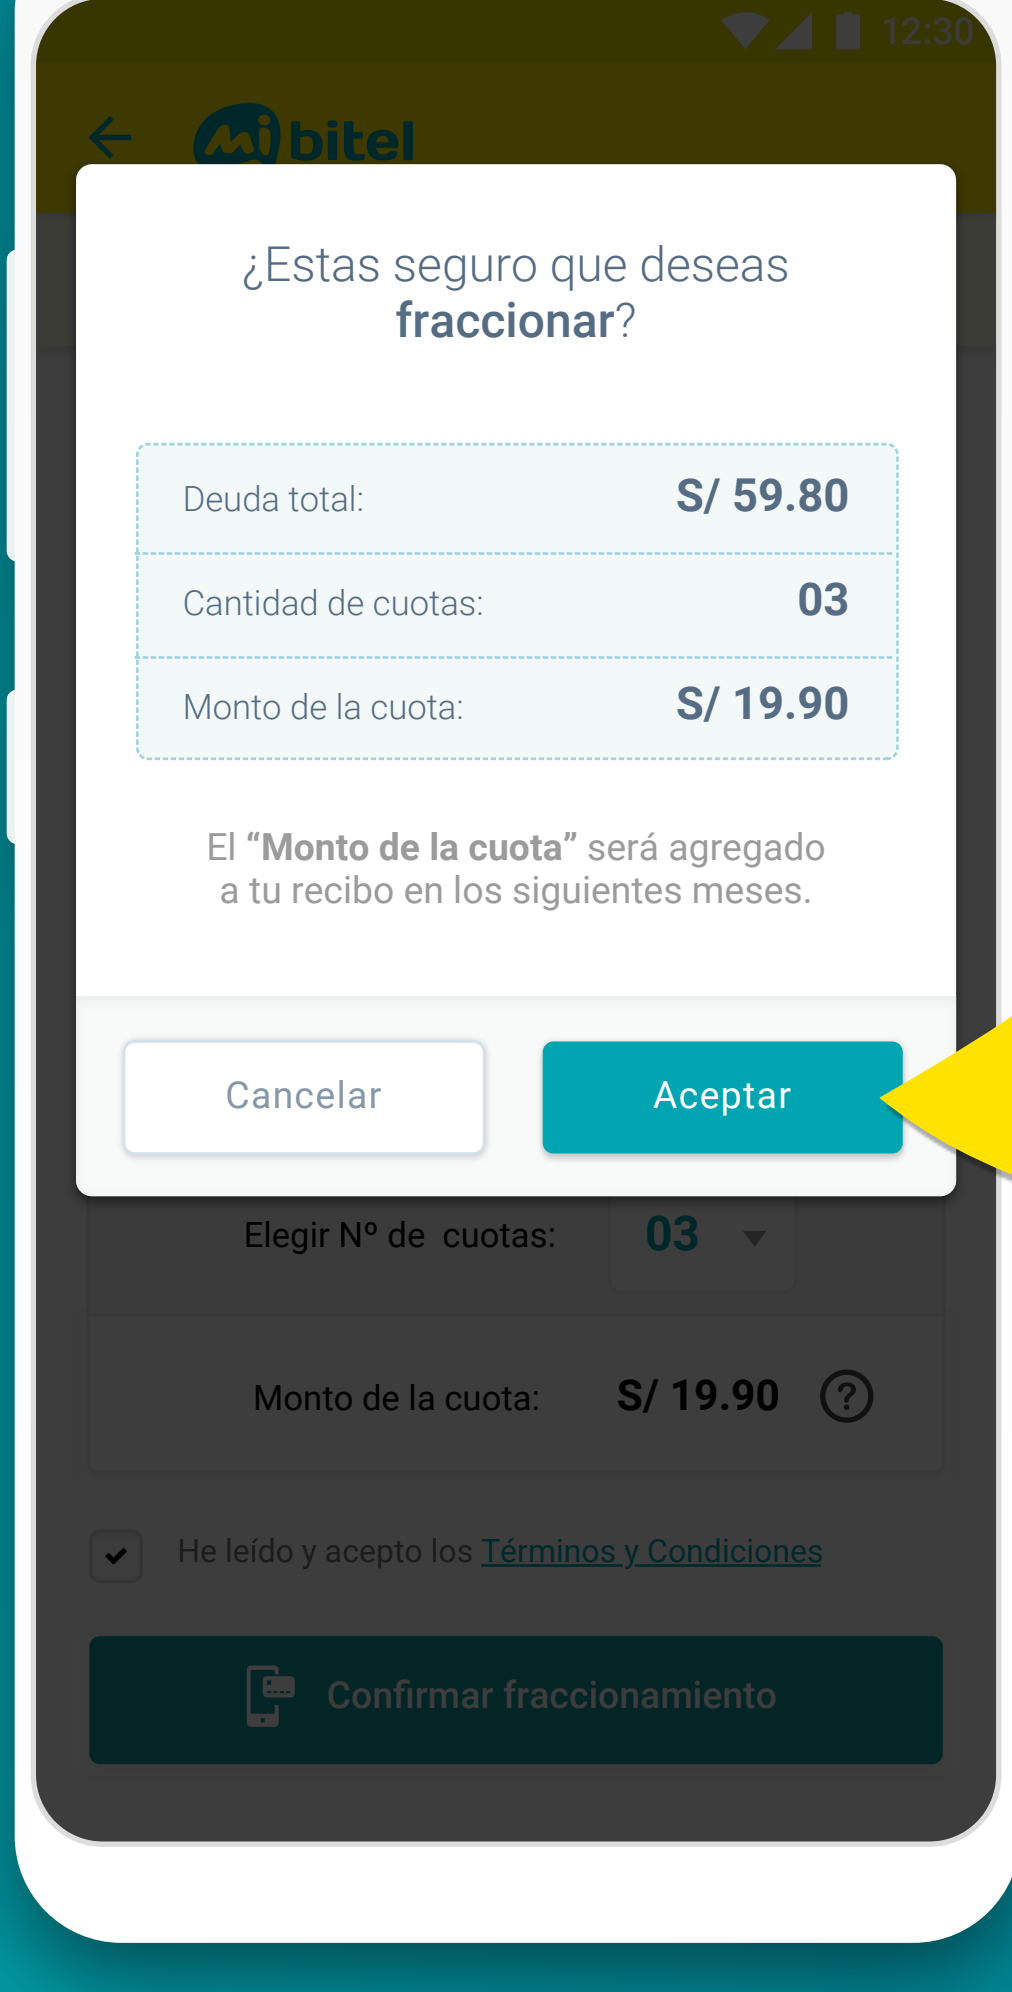 12:30
mi bitel
¿Estas seguro que deseas
fraccionar?
Deuda total: S/ 59.80
Cantidad de cuotas: 03
Monto de la cuota: S/ 19.90
El “Monto de la cuota” será agregado
a tu recibo en los siguientes meses.
Cancelar Aceptar
Elegir Nº de cuotas: 03
Monto de la cuota: S/ 19.90 ?
He leído y acepto los Términos y Condiciones
Confirmar fraccionamiento